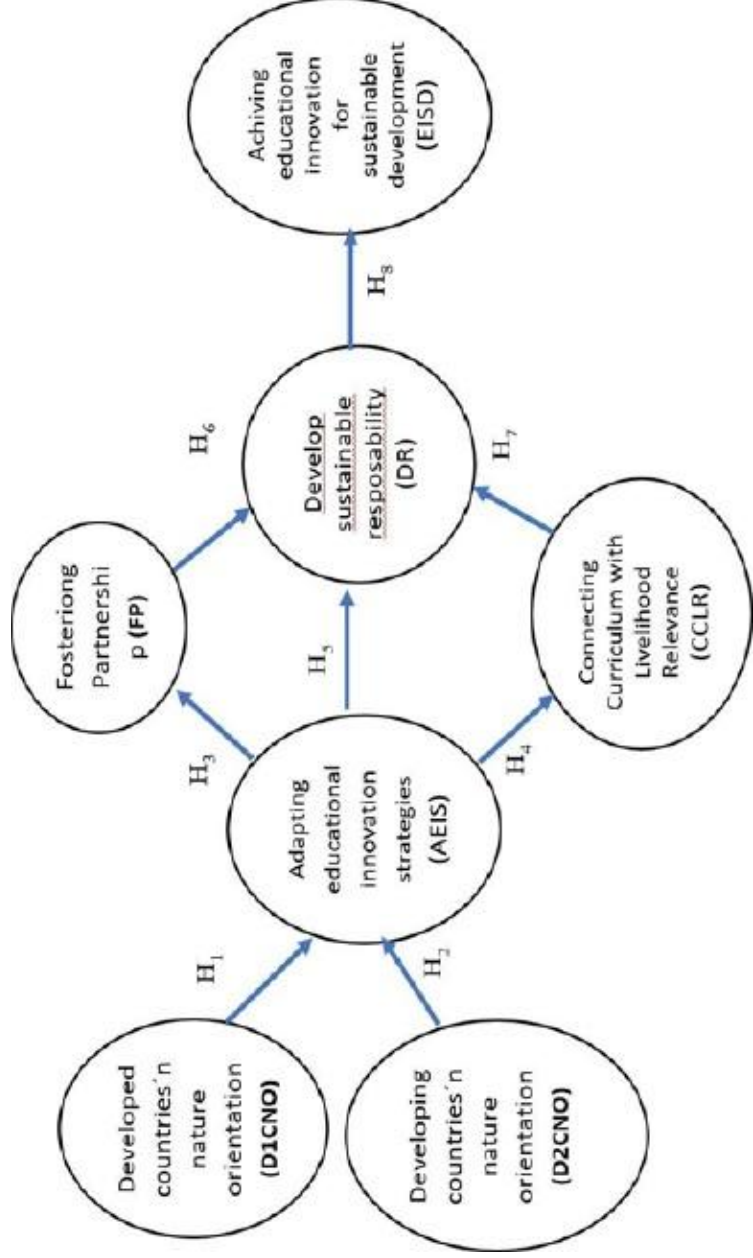 Developed
countries´n
nature
orientation
(D1CNO)
Developing
countries´n
nature
orientation
(D2CNO)
H1
H2
Adapting
educational
innovation
strategies
(AEIS)
H3
H4
H5
Fosteriong
Partnershi
p (FP)
Connecting
Curriculum with
Livelihood
Relevance
(CCLR)
H6
H7
Develop
sustainable
resposability
(DR)
H8
Achiving
educational
innovation
for
sustainable
development
(EISD)